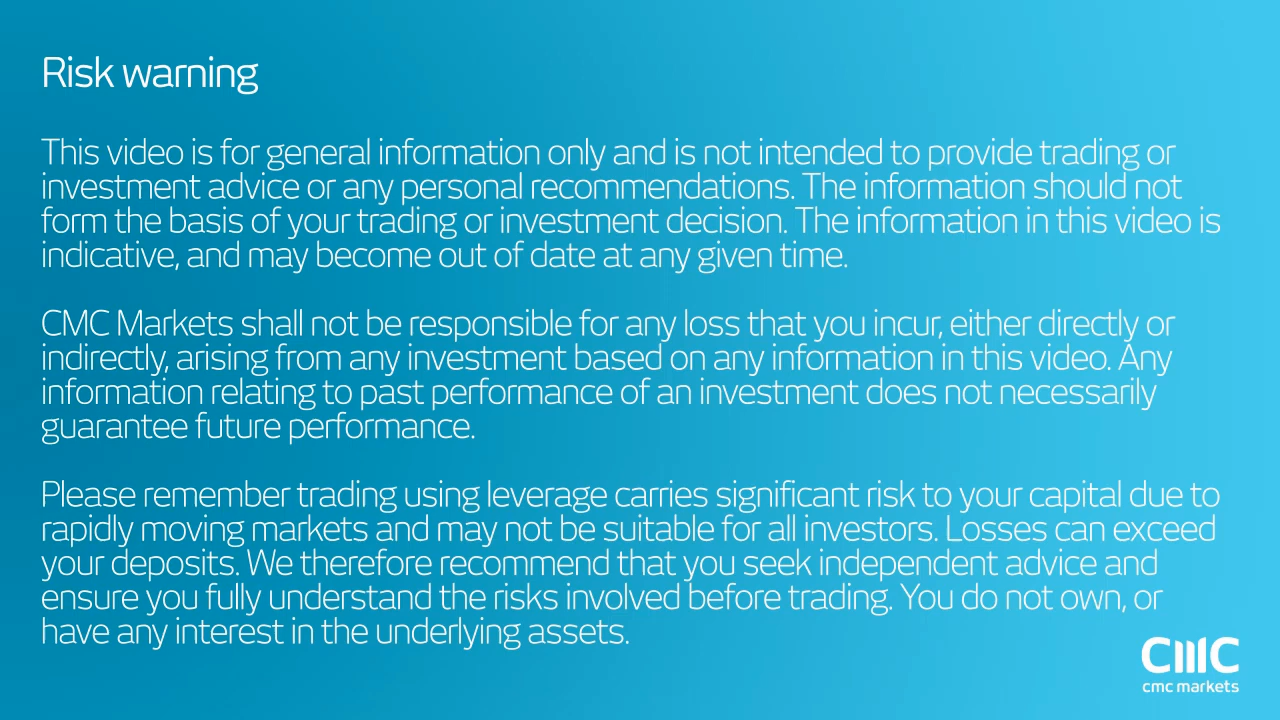 Risk warning
This video is for general information only and is not intended to provide trading or
investment advice or any personal recommendations. The information should not
form the basis of your trading or investment decision. The information in this video is
indicative, and may become out of date at any given time.
CMC Markets shall not be responsible for any loss that you incur, either directly or
indirectly, arising from any investment based on any information in this video. Any
information relating to past performance of an investment does not necessarily
guarantee future performance.
Please remember trading using leverage carries significant risk to your capital due to
rapidly moving markets and may not be suitable for all investors. Losses can exceed
your deposits. We therefore recommend that you seek independent advice and
ensure you fully understand the risks involved before trading. You do not own, or
have any interest in the underlying assets.
CMC
cmc markets